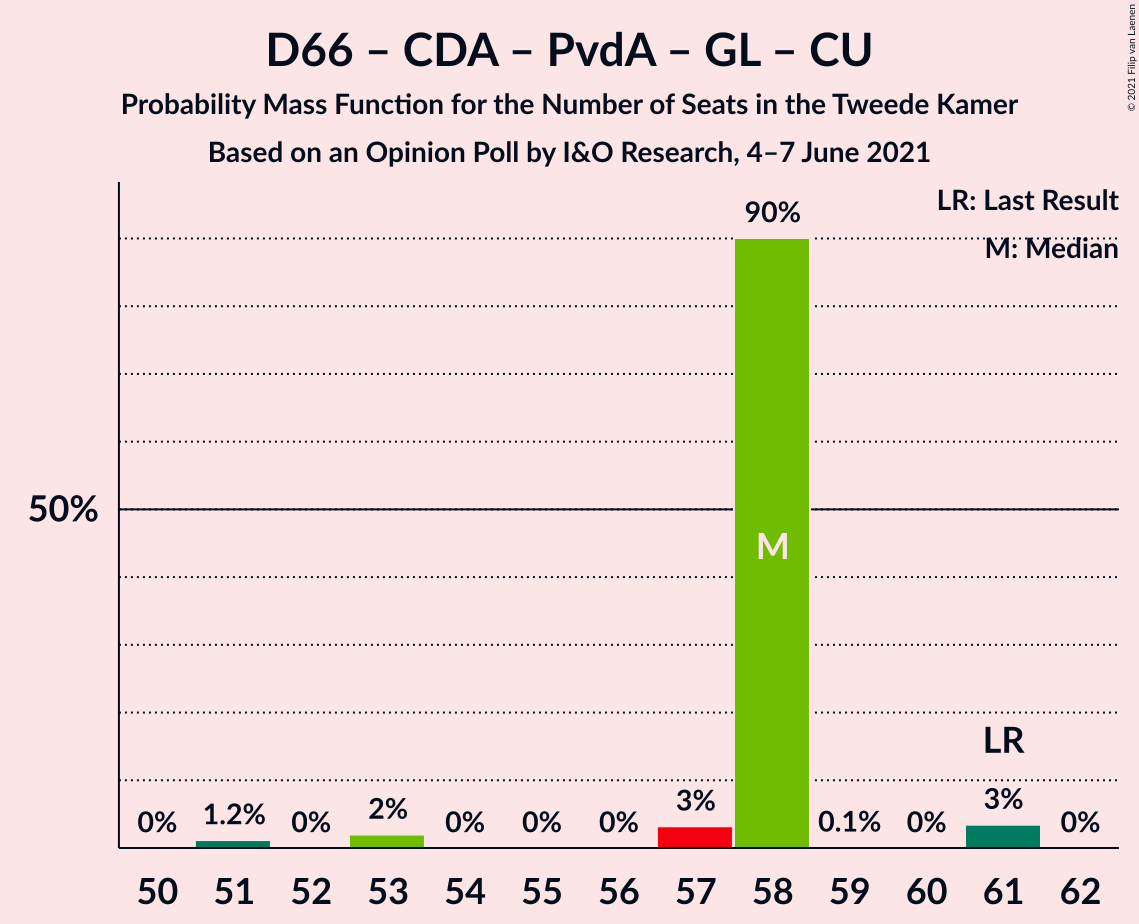 D66 – CDA – PvdA – GL – CU
Probability Mass Function for the Number of Seats in the Tweede Kamer
Based on an Opinion Poll by I&O Research, 4–7 June 2021
© 2021 Filip van Laenen
LR: Last Result
M: Median
90%
50%
M
LR
0% 1.2% 0% 2% 0% 0% 0% 3% 0.1% 0% 3% 0%
50 51 52 53 54 55 56 57 58 59 60 61 62